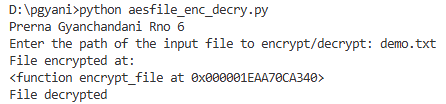 D:\pgyani>python aesfile_enc_decry.py
Prerna Gyanchandani Rno 6
Enter the path of the input file to encrypt/decrypt: demo.txt
File encrypted at:
<function encrypt_file at 0x000001EAA70CA340>
File decrypted